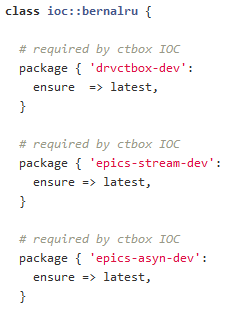 class ioc::bernalru {
# required by ctbox IOC
package { 'drvctbox-dev':
ensure  => latest,
}
# required by ctbox IOC
package { 'epics-stream-dev':
ensure => latest,
}
# required by ctbox IOC
package { 'epics-asyn-dev':
ensure => latest,
}